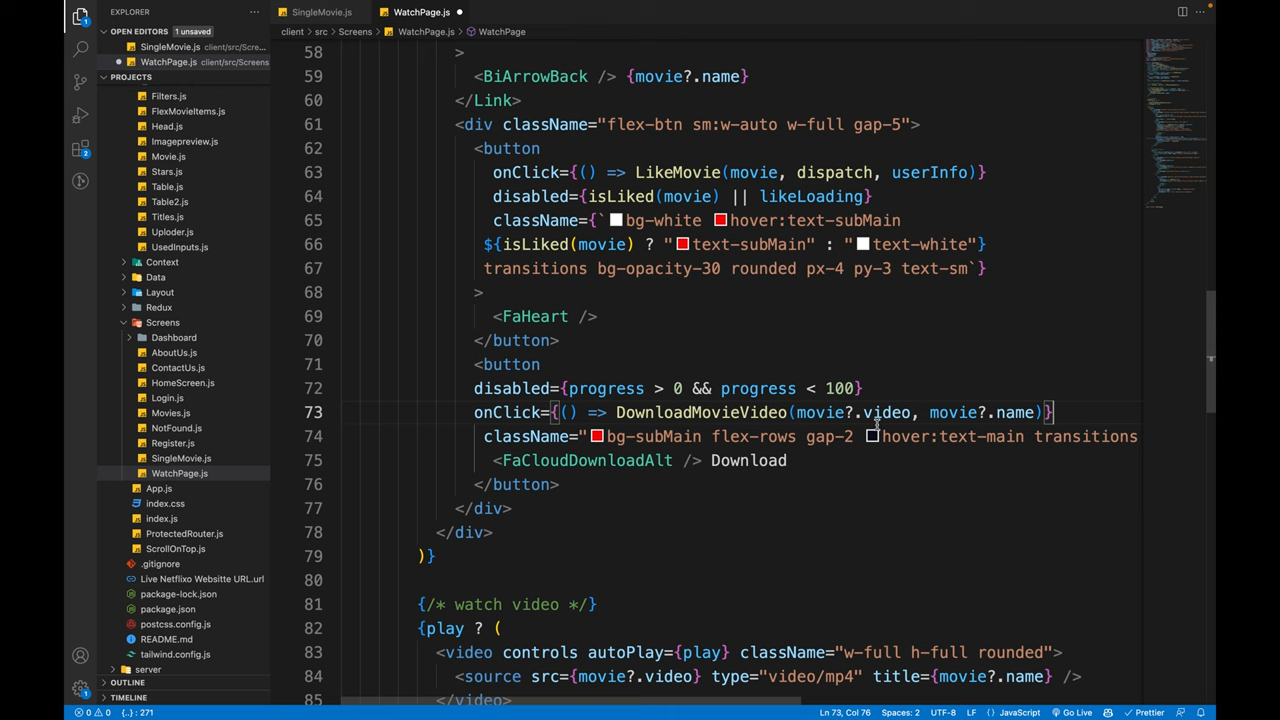 EXPLORER
SingleMovie.js
WatchPage.js
OPEN EDITORS 1 unsaved
SingleMovie.js client/src/Scre...
WatchPage.js client/src/Screens
PROJECTS
Filters.js
FlexMovieItems.js
Head.js
Imagepreview.js
Movie.js
Stars.js
Table.js
Table2.js
Titles.js
Uploder.js
UsedInputs.js
Context
Data
Layout
Redux
Screens
Dashboard
AboutUs.js
ContactUs.js
HomeScreen.js
Login.js
Movies.js
NotFound.js
Register.js
SingleMovie.js
WatchPage.js
App.js
index.css
index.js
ProtectedRouter.js
ScrollOnTop.js
.gitignore
Live Netflixo Websitte URL.url
package-lock.json
package.json
postcss.config.js
README.md
tailwind.config.js
server
OUTLINE
TIMELINE
client > src > Screens > WatchPage.js > WatchPage
58 >
59 <BiArrowBack /> {movie?.name}
60 </Link>
61 <div className="flex-btn sm:w-auto w-full gap-5">
62 <button
63 onClick={() => LikeMovie(movie, dispatch, userInfo)}
64 disabled={isLiked(movie) || likeLoading}
65 className={`bg-white hover:text-subMain
66 ${isLiked(movie) ? "text-subMain" : "text-white"}
67 transitions bg-opacity-30 rounded px-4 py-3 text-sm`}
68 >
69 <FaHeart />
70 </button>
71 <button
72 disabled={progress > 0 && progress < 100}
73 onClick={() => DownloadMovieVideo(movie?.video, movie?.name)}
74 className="bg-subMain flex-rows gap-2 hover:text-main transitions
75 <FaCloudDownloadAlt /> Download
76 </button>
77 </div>
78 </div>
79 )}
80
81 {/* watch video */}
82 {play ? (
83 <video controls autoPlay={play} className="w-full h-full rounded">
84 <source src={movie?.video} type="video/mp4" title={movie?.name} />
85 </video>
0 0 {..} : 271
Ln 73, Col 76 Spaces: 2 UTF-8 LF {} JavaScript Go Live Prettier